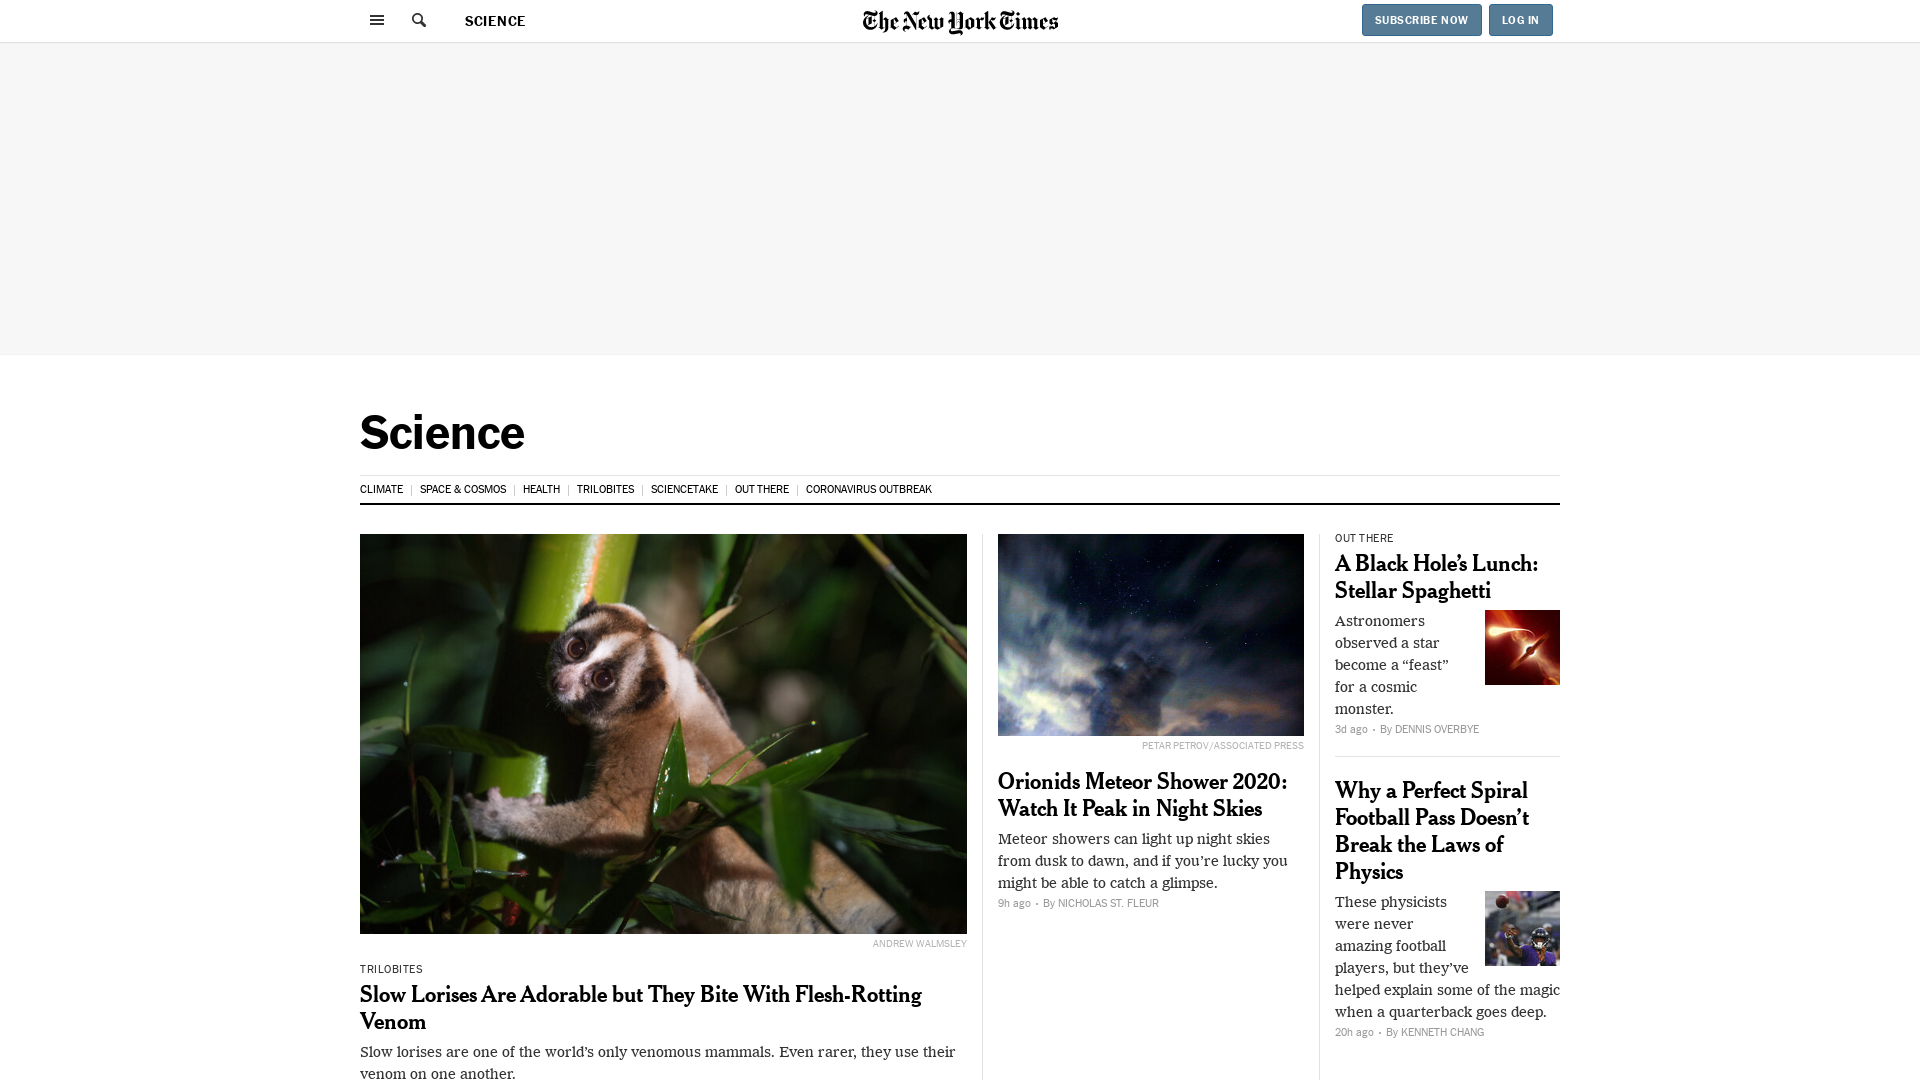 SCIENCE
The New York Times
SUBSCRIBE NOW
LOG IN
Science
CLIMATE
SPACE & COSMOS
HEALTH
TRILOBITES
SCIENCETAKE
OUT THERE
CORONAVIRUS OUTBREAK
ANDREW WALMSLEY
TRILOBITES
Slow Lorises Are Adorable but They Bite With Flesh-Rotting
Venom
Slow lorises are one of the world’s only venomous mammals. Even rarer, they use their
venom on one another.
PETAR PETROV/ASSOCIATED PRESS
Orionids Meteor Shower 2020:
Watch It Peak in Night Skies
Meteor showers can light up night skies
from dusk to dawn, and if you’re lucky you
might be able to catch a glimpse.
9h ago • By NICHOLAS ST. FLEUR
OUT THERE
A Black Hole’s Lunch:
Stellar Spaghetti
Astronomers
observed a star
become a “feast”
for a cosmic
monster.
3d ago • By DENNIS OVERBYE
Why a Perfect Spiral
Football Pass Doesn’t
Break the Laws of
Physics
These physicists
were never
amazing football
players, but they’ve
helped explain some of the magic
when a quarterback goes deep.
20h ago • By KENNETH CHANG